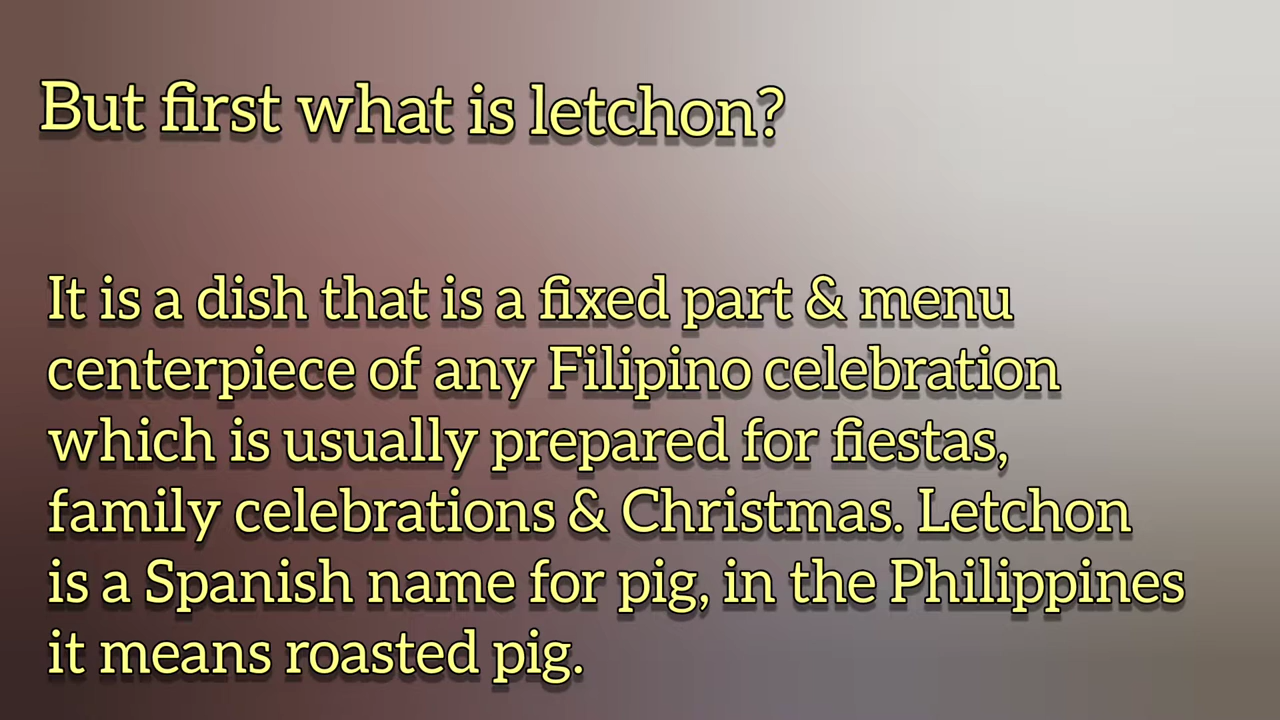 But first what is letchon?
It is a dish that is a fixed part & menu
centerpiece of any Filipino celebration
which is usually prepared for fiestas,
family celebrations & Christmas. Letchon
is a Spanish name for pig, in the Philippines
it means roasted pig.